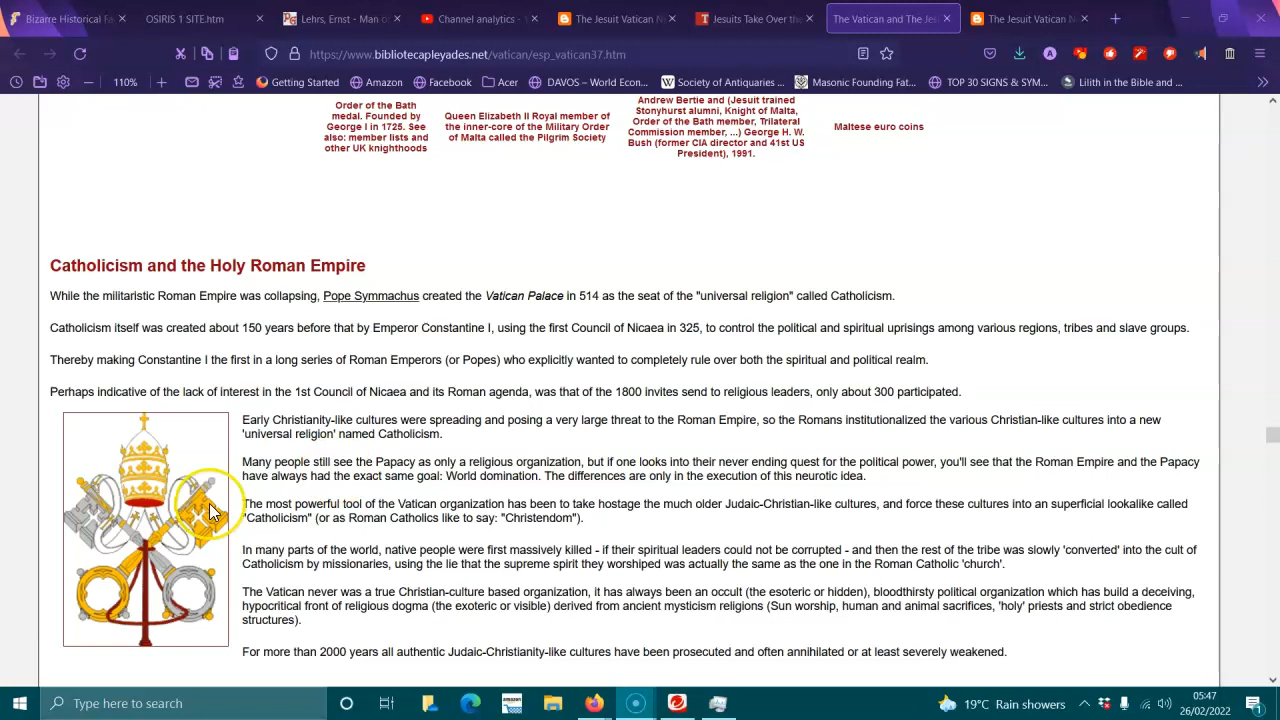 Bizarre Historical Fa
OSIRIS 1 SITE.htm
Lehrs, Ernst - Man o
Channel analytics -
The Jesuit Vatican N
Jesuits Take Over the
The Vatican and The Je
The Jesuit Vatican N
https://www.bibliotecapleyades.net/vatican/esp_vatican37.htm
110%
Getting Started
Amazon
Facebook
Acer
DAVOS – World Econ...
Society of Antiquaries ...
Masonic Founding Fat...
TOP 30 SIGNS & SYM...
Lilith in the Bible and ...
Order of the Bath
medal. Founded by
George I in 1725. See
also: member lists and
other UK knighthoods
Queen Elizabeth II Royal member of
the inner-core of the Military Order
of Malta called the Pilgrim Society
Andrew Bertie and (Jesuit trained
Stonyhurst alumni, Knight of Malta,
Order of the Bath member, Trilateral
Commission member, ...) George H. W.
Bush (former CIA director and 41st US
President), 1991.
Maltese euro coins
Catholicism and the Holy Roman Empire
While the militaristic Roman Empire was collapsing, Pope Symmachus created the Vatican Palace in 514 as the seat of the "universal religion" called Catholicism.
Catholicism itself was created about 150 years before that by Emperor Constantine I, using the first Council of Nicaea in 325, to control the political and spiritual uprisings among various regions, tribes and slave groups.
Thereby making Constantine I the first in a long series of Roman Emperors (or Popes) who explicitly wanted to completely rule over both the spiritual and political realm.
Perhaps indicative of the lack of interest in the 1st Council of Nicaea and its Roman agenda, was that of the 1800 invites send to religious leaders, only about 300 participated.
Early Christianity-like cultures were spreading and posing a very large threat to the Roman Empire, so the Romans institutionalized the various Christian-like cultures into a new
'universal religion' named Catholicism.
Many people still see the Papacy as only a religious organization, but if one looks into their never ending quest for the political power, you'll see that the Roman Empire and the Papacy
have always had the exact same goal: World domination. The differences are only in the execution of this neurotic idea.
The most powerful tool of the Vatican organization has been to take hostage the much older Judaic-Christian-like cultures, and force these cultures into an superficial lookalike called
"Catholicism" (or as Roman Catholics like to say: "Christendom").
In many parts of the world, native people were first massively killed - if their spiritual leaders could not be corrupted - and then the rest of the tribe was slowly 'converted' into the cult of
Catholicism by missionaries, using the lie that the supreme spirit they worshiped was actually the same as the one in the Roman Catholic 'church'.
The Vatican never was a true Christian-culture based organization, it has always been an occult (the esoteric or hidden), bloodthirsty political organization which has build a deceiving,
hypocritical front of religious dogma (the exoteric or visible) derived from ancient mysticism religions (Sun worship, human and animal sacrifices, 'holy' priests and strict obedience
structures).
For more than 2000 years all authentic Judaic-Christianity-like cultures have been prosecuted and often annihilated or at least severely weakened.
Type here to search
amazon
19°C Rain showers
05:47
26/02/2022
1